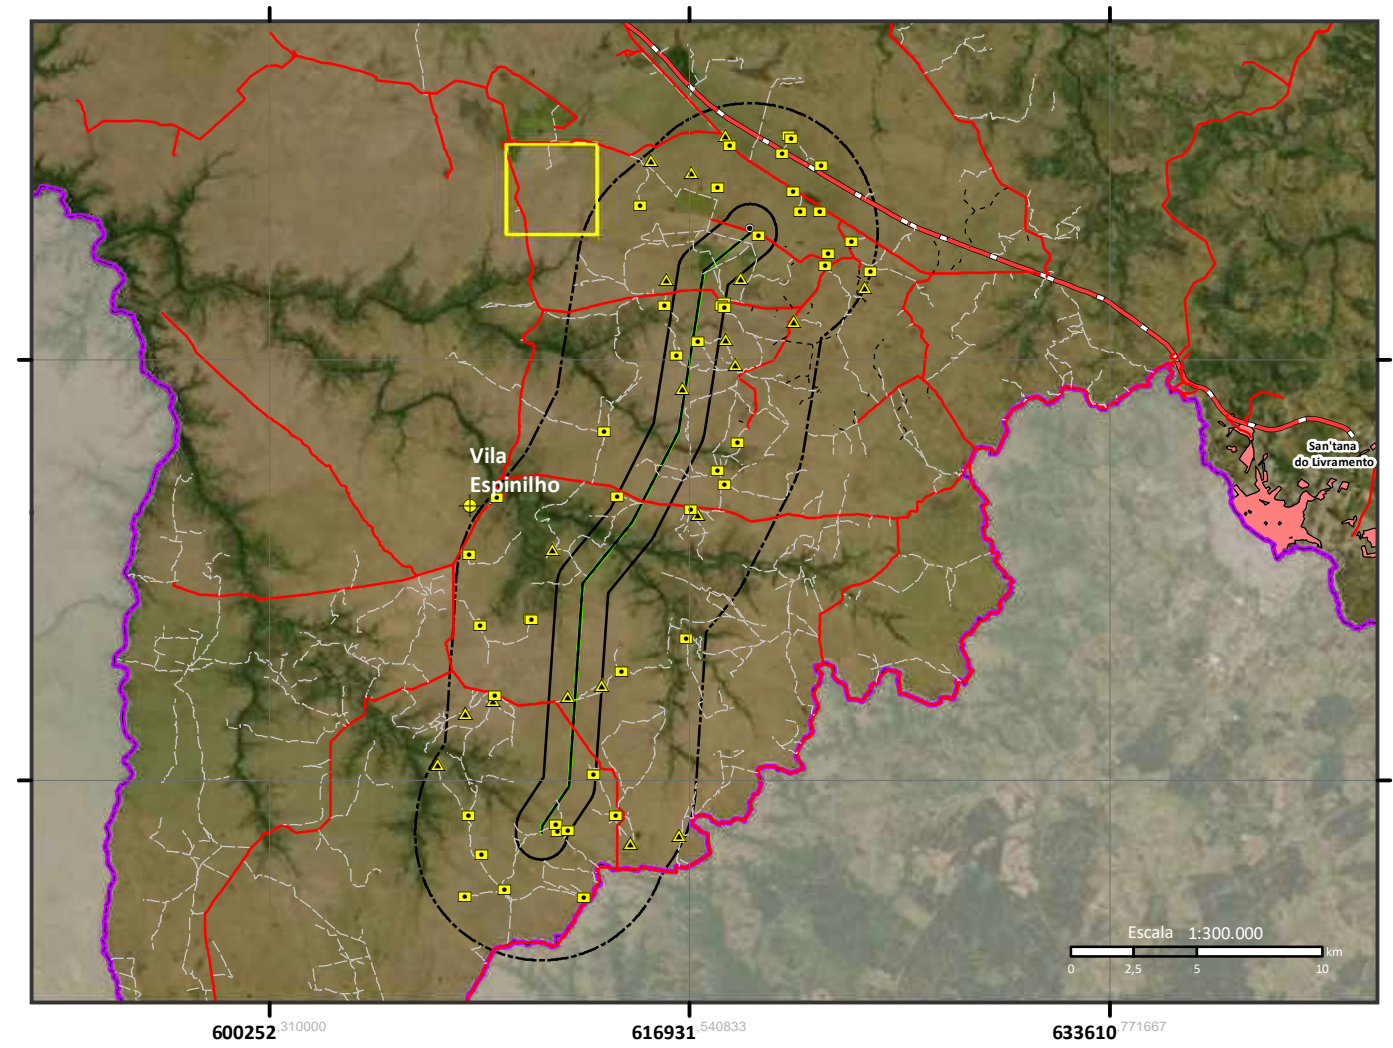 Vila
Espinilho
San'tana
do Livramento
Escala 1:300.000
km
0 2,5 5 10
600252,310000 616931,540833 633610,771667